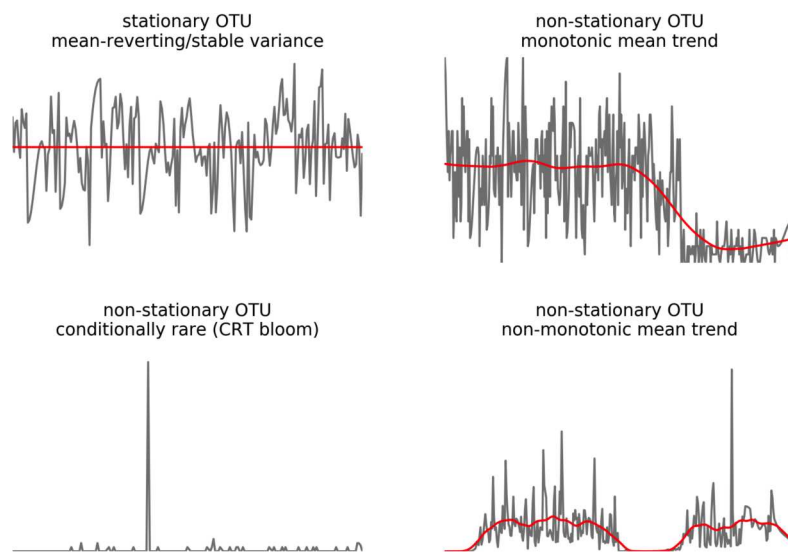 stationary OTU
mean-reverting/stable variance
non-stationary OTU
monotonic mean trend
non-stationary OTU
conditionally rare (CRT bloom)
non-stationary OTU
non-monotonic mean trend